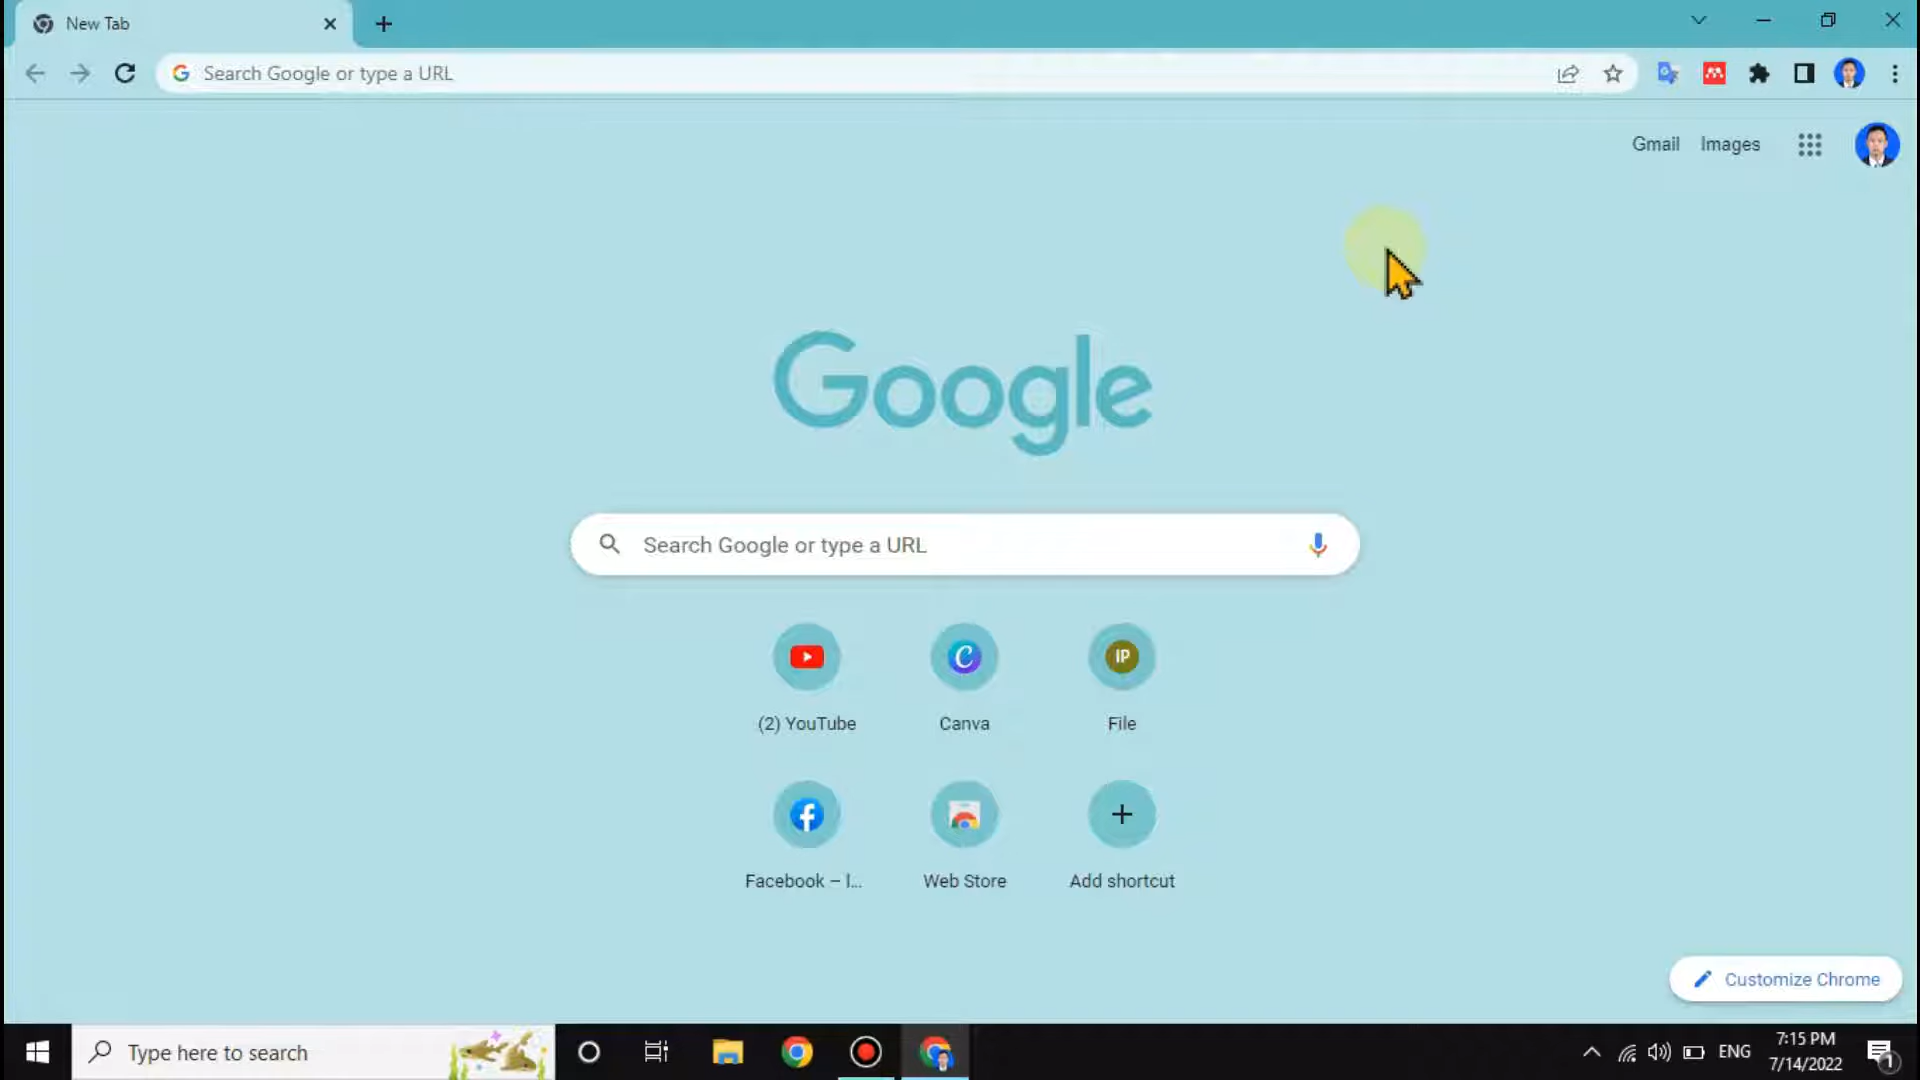 New Tab
Search Google or type a URL
Gmail Images
Google
Search Google or type a URL
IP
(2) YouTube Canva File
Facebook – l... Web Store Add shortcut
Customize Chrome
Type here to search
ENG
7:15 PM
7/14/2022
1